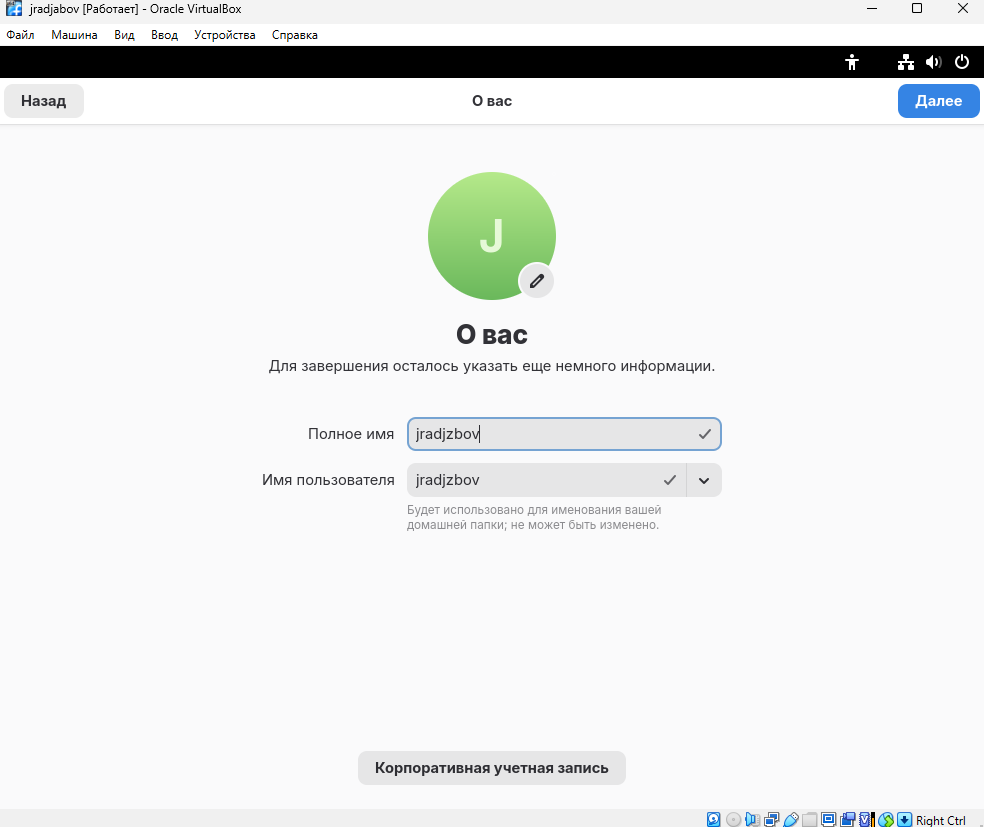 jradjabov [Работает] - Oracle VirtualBox
Файл Машина Вид Ввод Устройства Справка
Назад О вас Далее
J
О вас
Для завершения осталось указать еще немного информации.
Полное имя jradjzbov
Имя пользователя jradjzbov
Будет использовано для именования вашей
домашней папки; не может быть изменено.
Корпоративная учетная запись
Right Ctrl